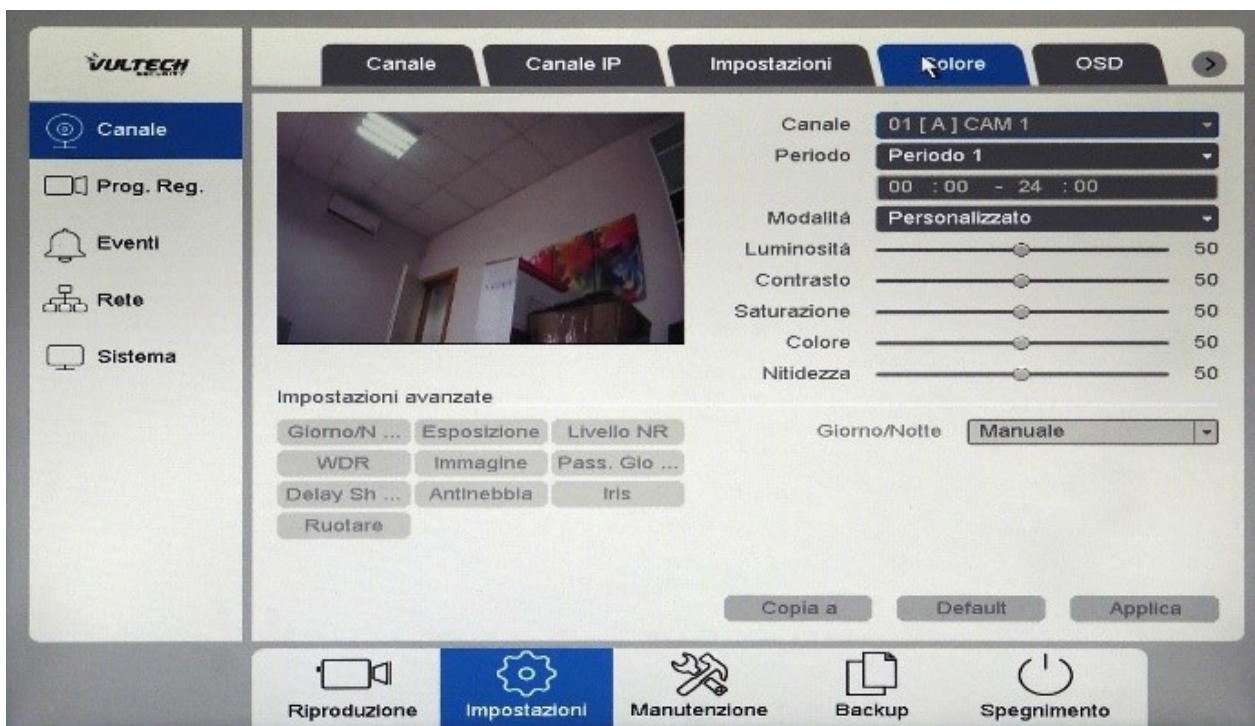 VULTECH
SECURITY
Canale
Canale IP
Impostazioni
Colore
OSD
Canale
Prog. Reg.
Eventi
Rete
Sistema
Canale 01 [ A ] CAM 1
Periodo Periodo 1
00 : 00 - 24 : 00
Modalitá Personalizzato
Luminositá 50
Contrasto 50
Saturazione 50
Colore 50
Nitidezza 50
Impostazioni avanzate
Giorno/N ... Esposizione Livello NR
WDR Immagine Pass. Gio ...
Delay Sh ... Antinebbia Iris
Ruotare
Giorno/Notte Manuale
Copia a Default Applica
Riproduzione Impostazioni Manutenzione Backup Spegnimento